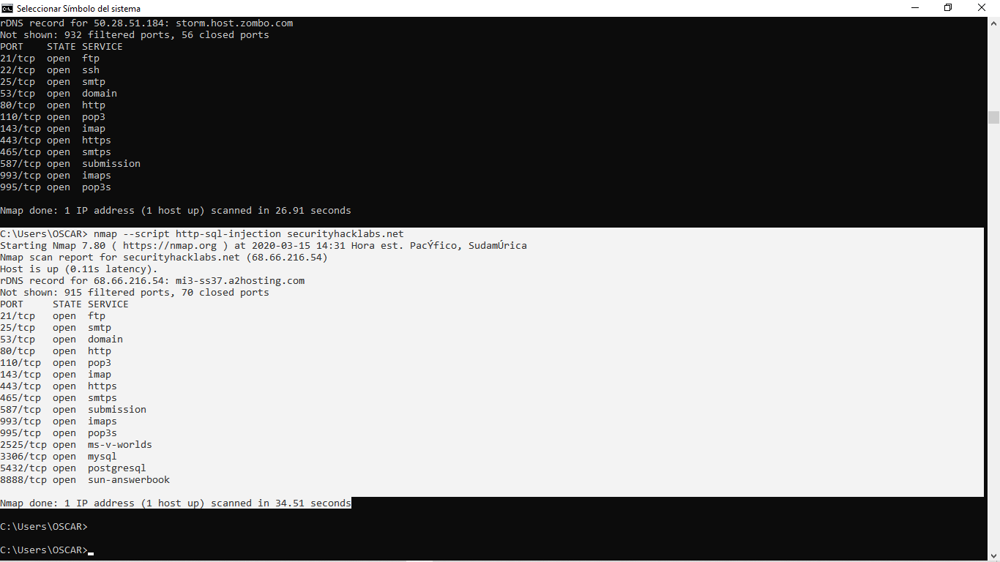 Seleccionar Símbolo del sistema
rDNS record for 50.28.51.184: storm.host.zombo.com
Not shown: 932 filtered ports, 56 closed ports
PORT    STATE SERVICE
21/tcp  open  ftp
22/tcp  open  ssh
25/tcp  open  smtp
53/tcp  open  domain
80/tcp  open  http
110/tcp open  pop3
143/tcp open  imap
443/tcp open  https
465/tcp open  smtps
587/tcp open  submission
993/tcp open  imaps
995/tcp open  pop3s
Nmap done: 1 IP address (1 host up) scanned in 26.91 seconds
C:\Users\OSCAR> nmap --script http-sql-injection securityhacklabs.net
Starting Nmap 7.80 ( https://nmap.org ) at 2020-03-15 14:31 Hora est. PacÝfico, SudamÚrica
Nmap scan report for securityhacklabs.net (68.66.216.54)
Host is up (0.11s latency).
rDNS record for 68.66.216.54: mi3-ss37.a2hosting.com
Not shown: 915 filtered ports, 70 closed ports
PORT     STATE SERVICE
21/tcp   open  ftp
25/tcp   open  smtp
53/tcp   open  domain
80/tcp   open  http
110/tcp  open  pop3
143/tcp  open  imap
443/tcp  open  https
465/tcp  open  smtps
587/tcp  open  submission
993/tcp  open  imaps
995/tcp  open  pop3s
2525/tcp open  ms-v-worlds
3306/tcp open  mysql
5432/tcp open  postgresql
8888/tcp open  sun-answerbook
Nmap done: 1 IP address (1 host up) scanned in 34.51 seconds
C:\Users\OSCAR>
C:\Users\OSCAR>